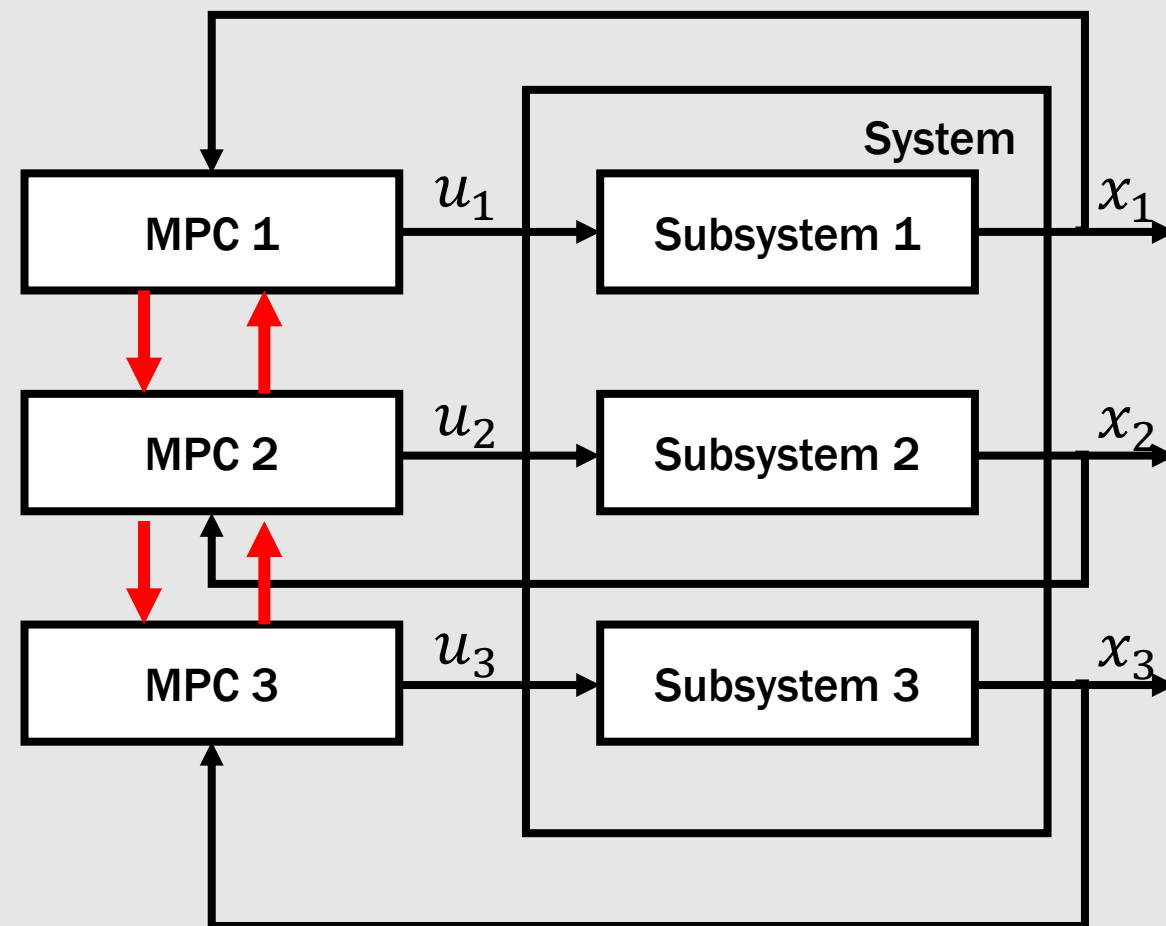 System
MPC 1
u₁
Subsystem 1
x₁
MPC 2
u₂
Subsystem 2
x₂
MPC 3
u₃
Subsystem 3
x₃